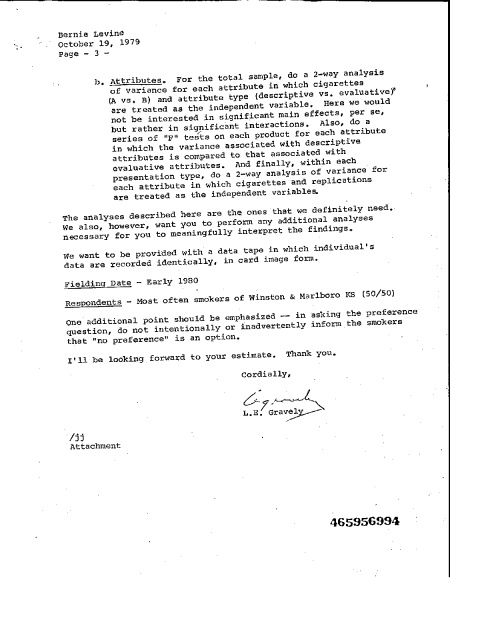 Bernie Levine
October 19, 1979
Page - 3 -
b. Attributes. For the total sample, do a 2-way analysis
of variance for each attribute in which cigarettes
(A vs. B) and attribute type (descriptive vs. evaluative)
are treated as the independent variable. Here we would
not be interested in significant main effects, per se,
but rather in significant interactions. Also, do a
series of "F" tests on each product for each attribute
in which the variance associated with descriptive
attributes is compared to that associated with
evaluative attributes. And finally, within each
presentation type, do a 2-way analysis of variance for
each attribute in which cigarettes and replications
are treated as the independent variables.
The analyses described here are the ones that we definitely need.
We also, however, want you to perform any additional analyses
necessary for you to meaningfully interpret the findings.
We want to be provided with a data tape in which individual's
data are recorded identically, in card image form.
Fielding Date - Early 1980
Respondents - Most often smokers of Winston & Marlboro KS (50/50)
One additional point should be emphasized -- in asking the preference
question, do not intentionally or inadvertently inform the smokers
that "no preference" is an option.
I'll be looking forward to your estimate. Thank you.
Cordially,
L.E. Gravely
/jj
Attachment
465956994